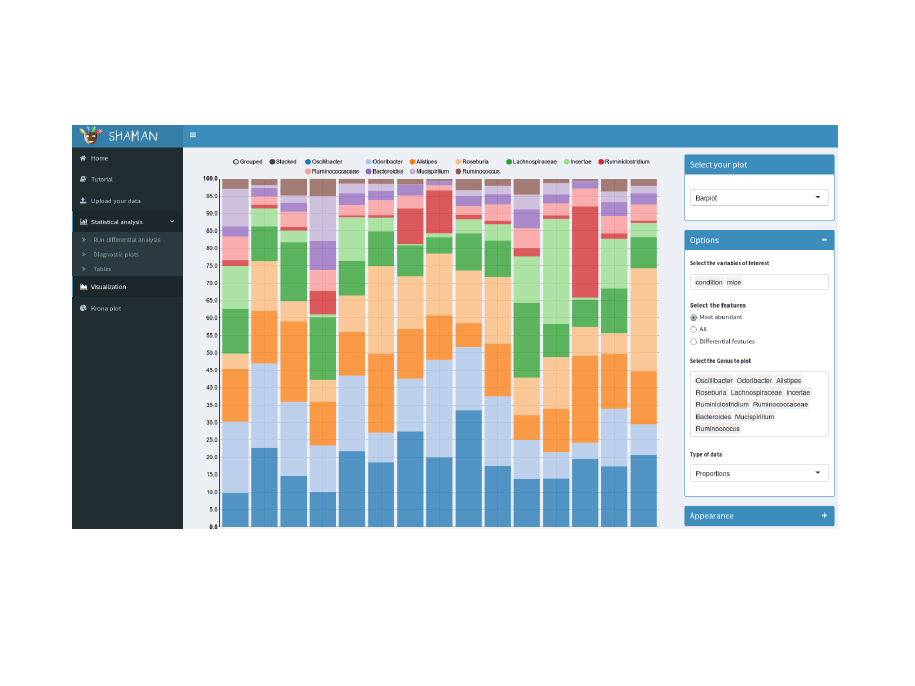 SHAMAN
Home
Tutorial
Upload your data
Statistical analysis
Run differential analysis
Diagnostic plots
Tables
Visualization
Krona plot
Grouped Stacked Oscillibacter Odoribacter Alistipes Roseburia Lachnospiraceae Incertae Ruminiclostridium
Ruminococcaceae Bacteroides Mucispirillum Ruminococcus
100.0
95.0
90.0
85.0
80.0
75.0
70.0
65.0
60.0
55.0
50.0
45.0
40.0
35.0
30.0
25.0
20.0
15.0
10.0
5.0
0.0
Select your plot
Barplot
Options
Select the variables of interest
condition mice
Select the features
Most abundant
All
Differential features
Select the Genus to plot
Oscillibacter Odoribacter Alistipes
Roseburia Lachnospiraceae Incertae
Ruminiclostridium Ruminococcaceae
Bacteroides Mucispirillum
Ruminococcus
Type of data
Proportions
Appearance